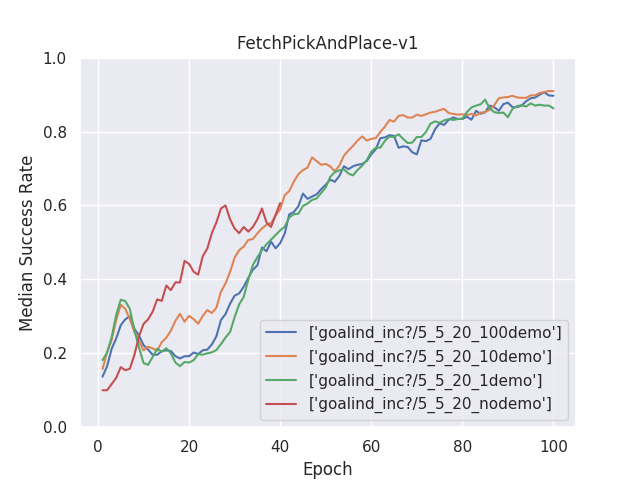 FetchPickAndPlace-v1
1.0
0.8
0.6
0.4
0.2
0.0
Median Success Rate
['goalind_inc?/5_5_20_100demo']
['goalind_inc?/5_5_20_10demo']
['goalind_inc?/5_5_20_1demo']
['goalind_inc?/5_5_20_nodemo']
0 20 40 60 80 100
Epoch